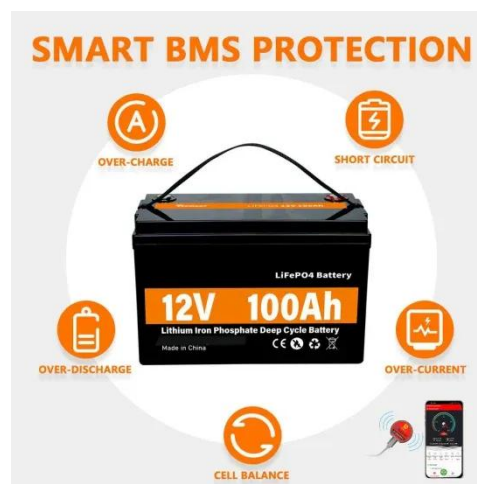 SMART BMS PROTECTION
OVER-CHARGE
SHORT CIRCUIT
LiFePO4 Battery
12V 100Ah
Lithium Iron Phosphate Deep Cycle Battery
Made in China
OVER-DISCHARGE
OVER-CURRENT
CELL BALANCE